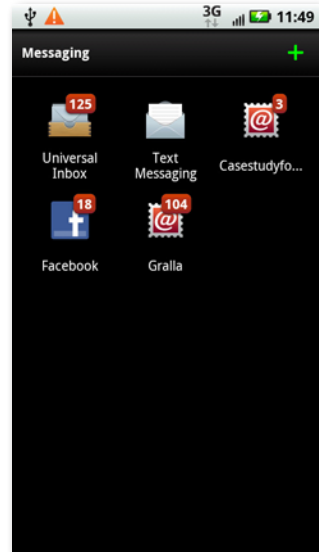 3G 11:49
Messaging +
125
3
Universal
Inbox
Text
Messaging
Casestudyfo...
18
104
Facebook
Gralla